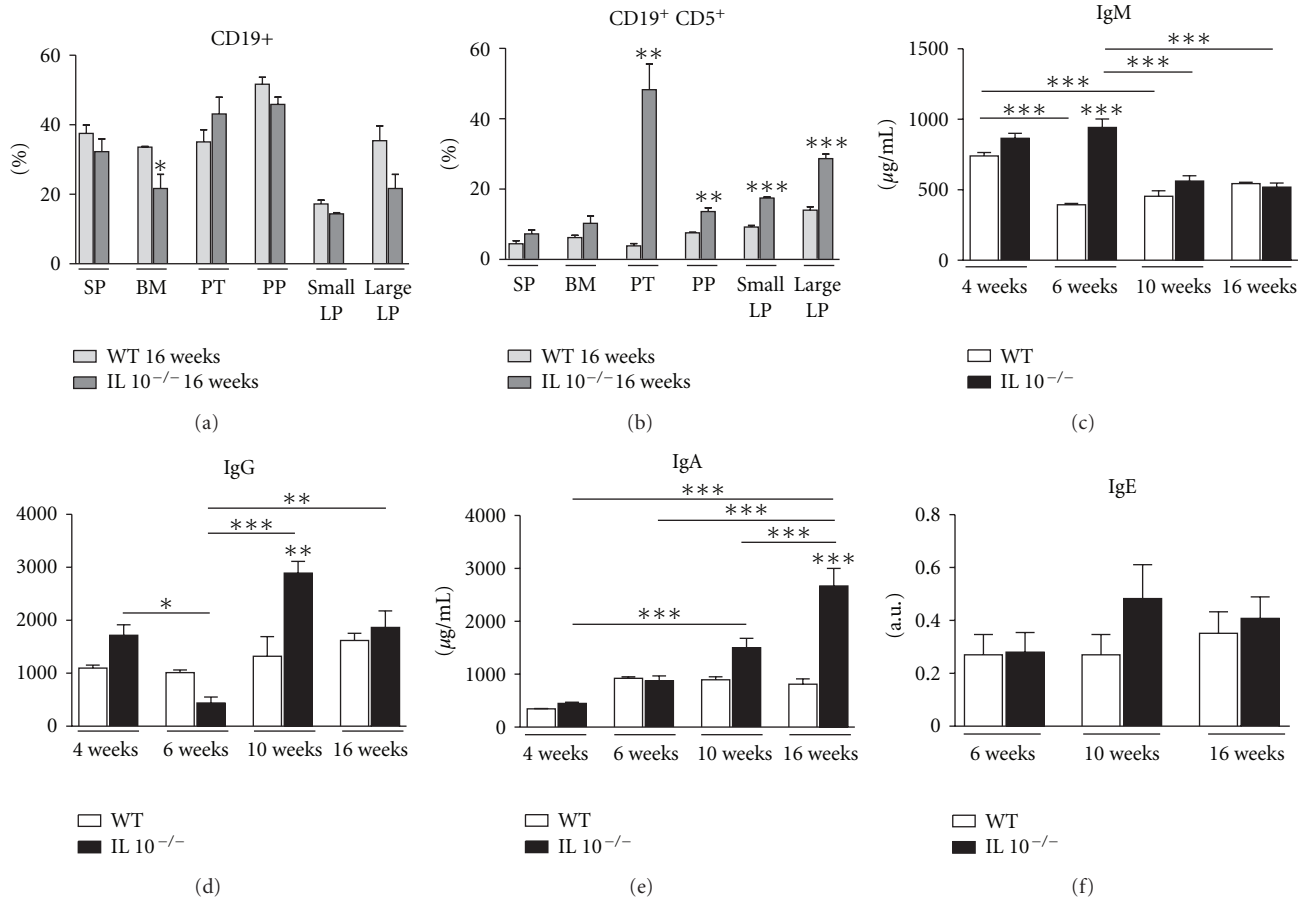 CD19+
60
40
20
0
(%)
*
SP BM PT PP Small LP Large LP
WT 16 weeks
IL 10−/− 16 weeks
(a)
CD19+ CD5+
60
40
20
0
(%)
** ** *** ***
SP BM PT PP Small LP Large LP
WT 16 weeks
IL 10−/− 16 weeks
(b)
IgM
1500
1000
500
0
(µg/mL)
***
***
***
*** ***
4 weeks 6 weeks 10 weeks 16 weeks
WT
IL 10−/−
(c)
IgG
4000
3000
2000
1000
0
**
***
**
*
4 weeks 6 weeks 10 weeks 16 weeks
WT
IL 10−/−
(d)
IgA
4000
3000
2000
1000
0
(µg/mL)
***
***
***
***
***
4 weeks 6 weeks 10 weeks 16 weeks
WT
IL 10−/−
(e)
IgE
0.8
0.6
0.4
0.2
0
(a.u.)
6 weeks 10 weeks 16 weeks
WT
IL 10−/−
(f)